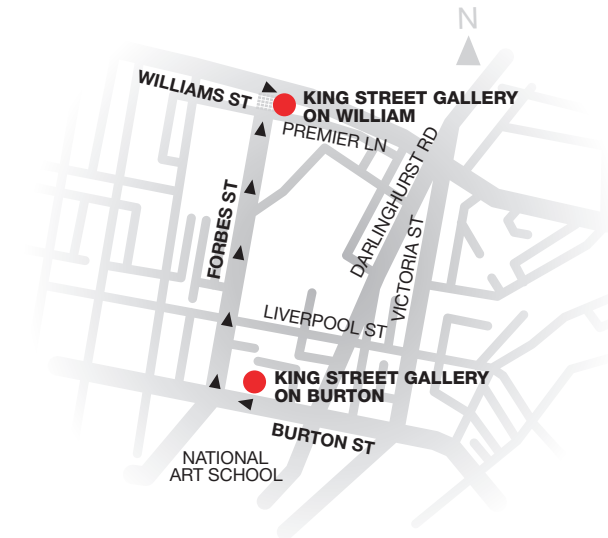 N
WILLIAMS ST
KING STREET GALLERY
ON WILLIAM
PREMIER LN
DARLINGHURST RD
FORBES ST
VICTORIA ST
LIVERPOOL ST
KING STREET GALLERY
ON BURTON
BURTON ST
NATIONAL
ART SCHOOL